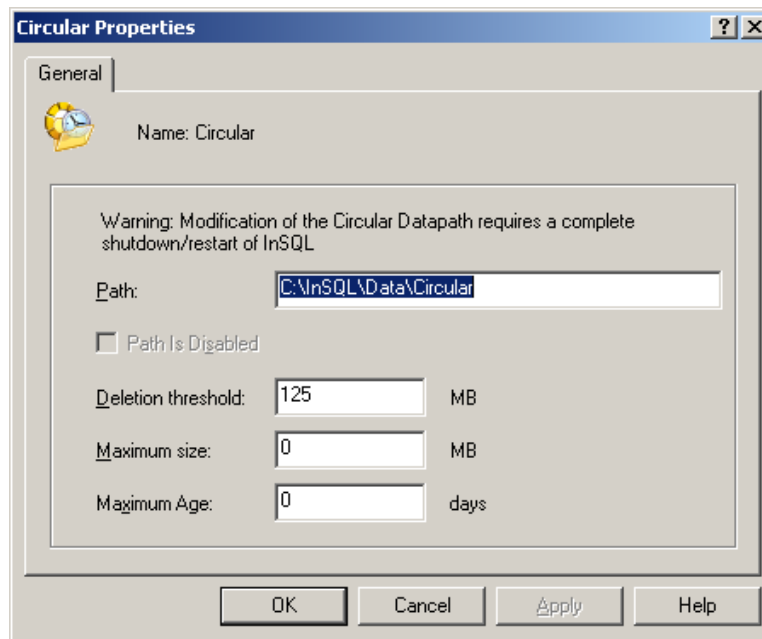 Circular Properties
General
Name: Circular
Warning: Modification of the Circular Datapath requires a complete
shutdown/restart of InSQL
Path: C:\InSQL\Data\Circular
Path Is Disabled
Deletion threshold: 125 MB
Maximum size: 0 MB
Maximum Age: 0 days
OK Cancel Apply Help